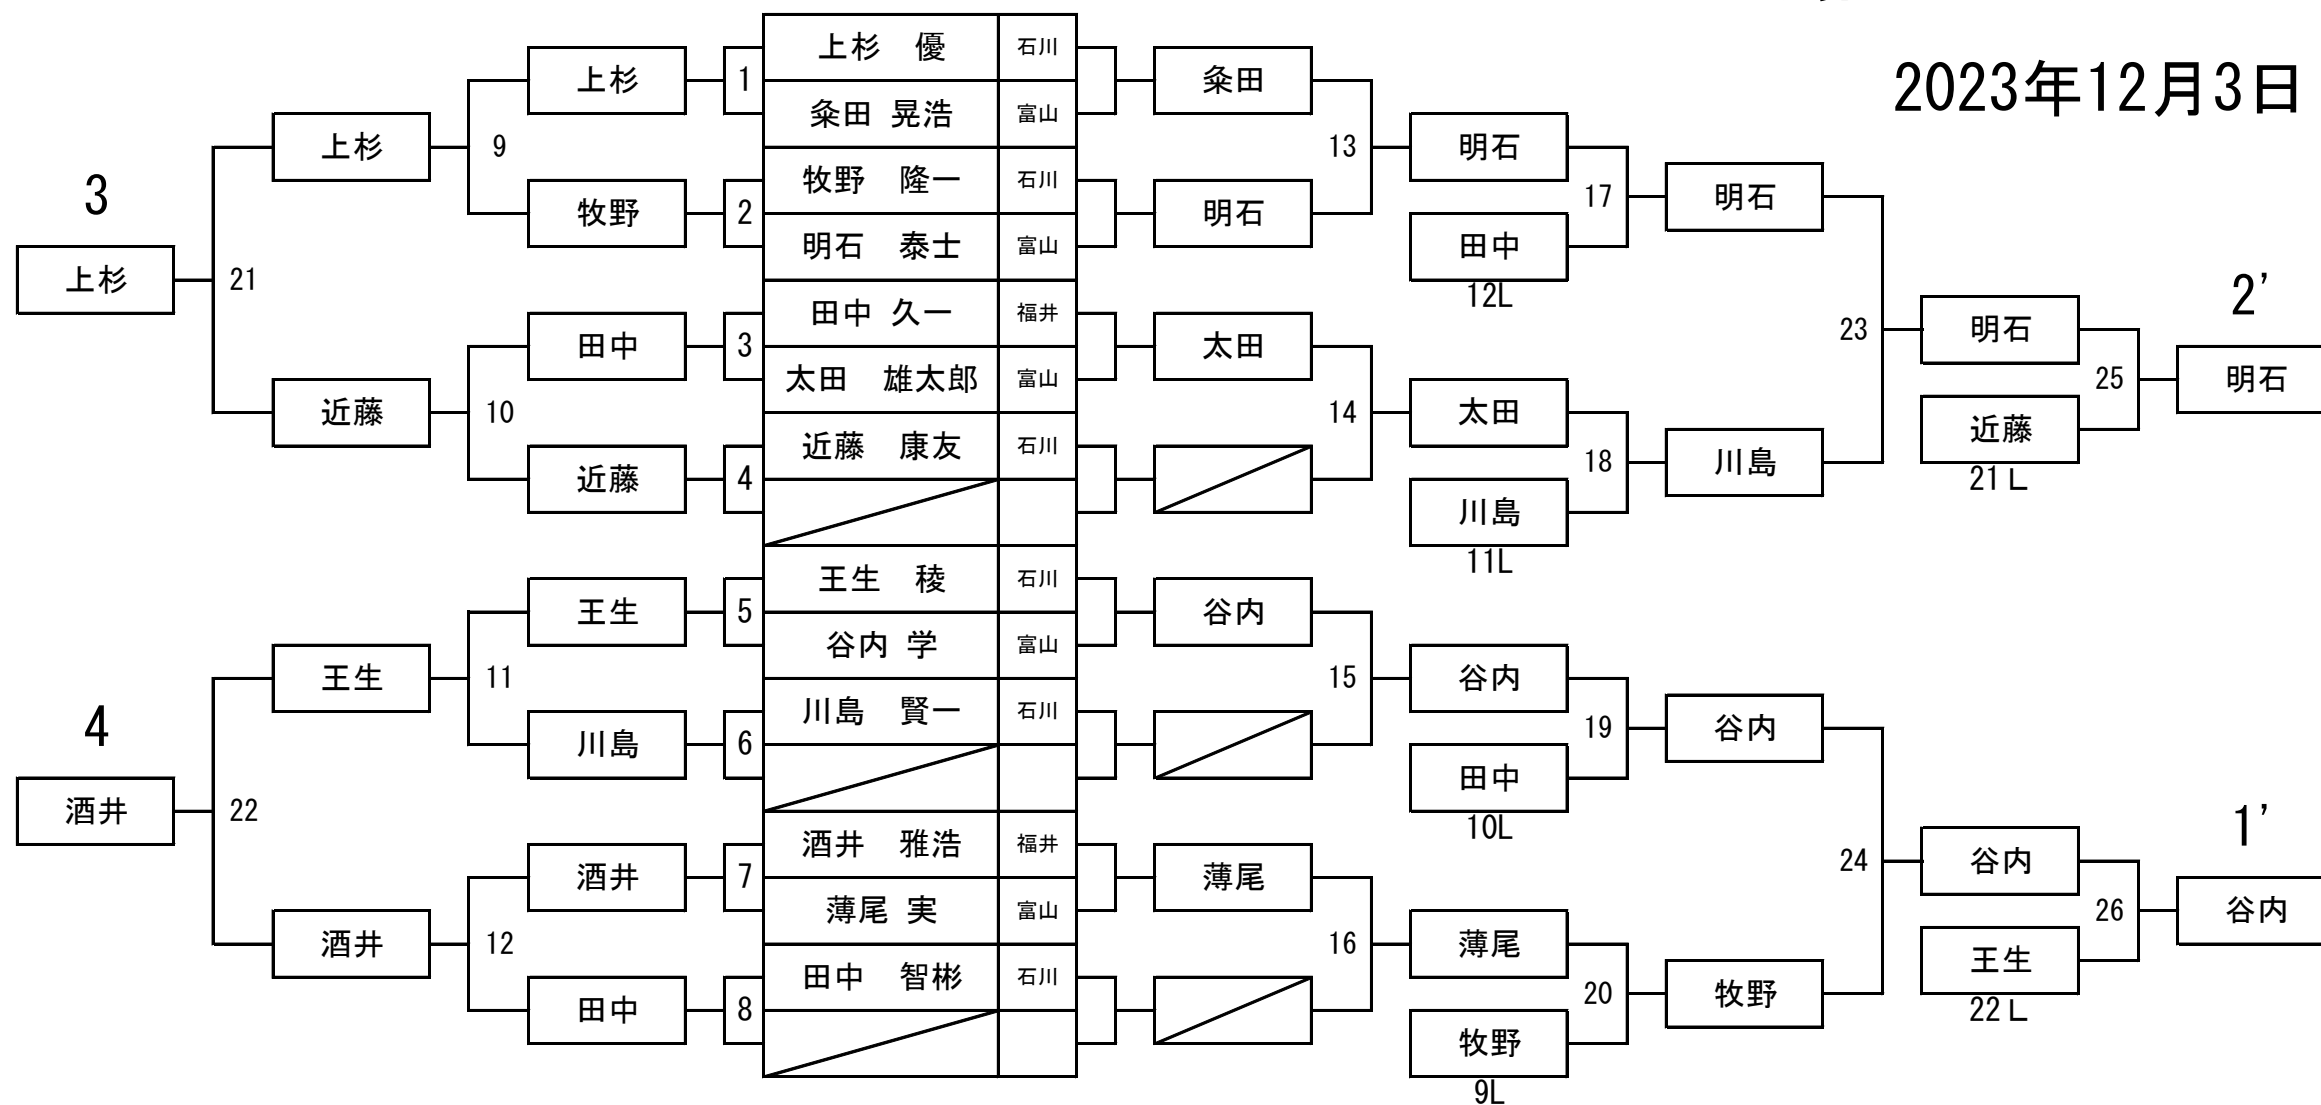 2023年12月3日
上杉 優 石川
粂田 晃浩 富山
牧野 隆一 石川
明石 泰士 富山
田中 久一 福井
太田 雄太郎 富山
近藤 康友 石川
王生 稜 石川
谷内 学 富山
川島 賢一 石川
酒井 雅浩 福井
薄尾 実 富山
田中 智彬 石川
1
2
3
4
5
6
7
8
上杉
牧野
田中
近藤
王生
川島
酒井
田中
9
10
11
12
上杉
近藤
王生
酒井
21
22
3
上杉
4
酒井
粂田
明石
太田
谷内
薄尾
13
14
15
16
明石
田中
12L
太田
川島
11L
谷内
田中
10L
薄尾
牧野
9L
17
18
19
20
明石
川島
谷内
牧野
23
24
明石
近藤
21L
谷内
王生
22L
25
26
2’
明石
1’
谷内